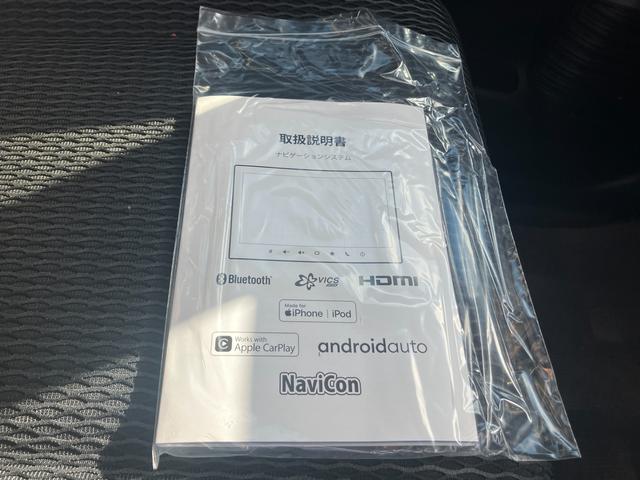 取扱説明書
ナビゲーションシステム
Bluetooth
VICS
HDMI
Made for
iPhone | iPod
Works with
Apple CarPlay
androidauto
NaviCon